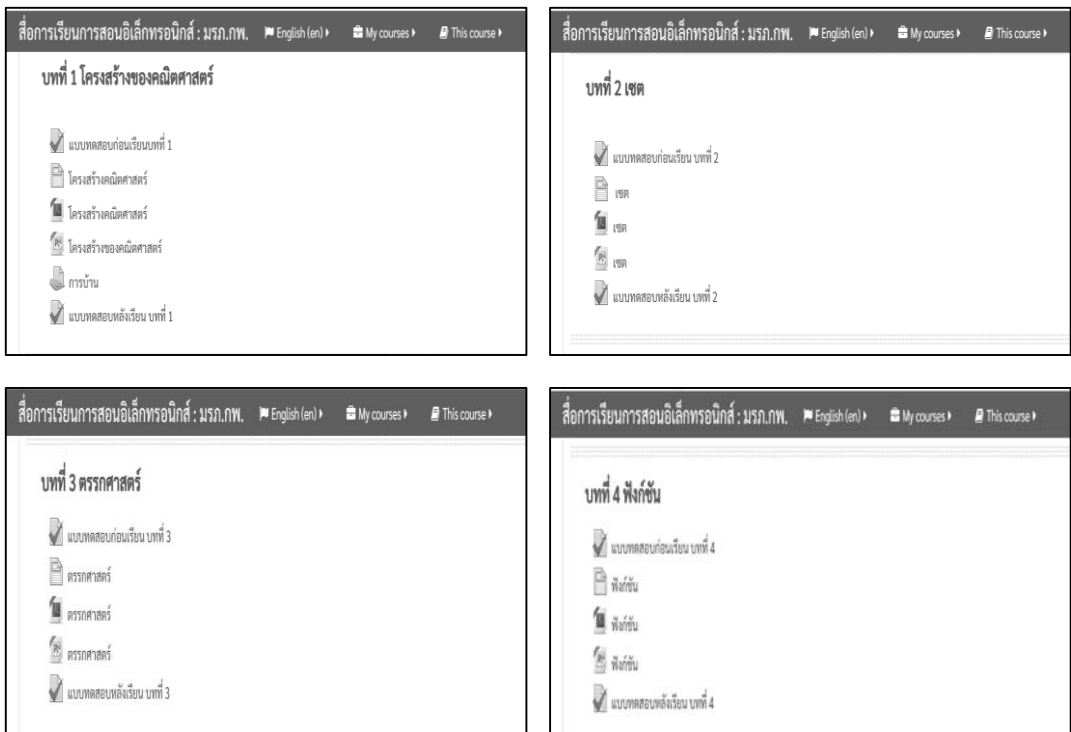 สื่อการเรียนการสอนอิเล็กทรอนิกส์ : มรภ.กพ. English (en) My courses This course
บทที่ 1 โครงสร้างของคณิตศาสตร์
แบบทดสอบก่อนเรียนบทที่ 1
โครงสร้างคณิตศาสตร์
โครงสร้างคณิตศาสตร์
โครงสร้างของคณิตศาสตร์
การบ้าน
แบบทดสอบหลังเรียน บทที่ 1
สื่อการเรียนการสอนอิเล็กทรอนิกส์ : มรภ.กพ. English (en) My courses This course
บทที่ 2 เซต
แบบทดสอบก่อนเรียน บทที่ 2
เซต
เซต
เซต
แบบทดสอบหลังเรียน บทที่ 2
สื่อการเรียนการสอนอิเล็กทรอนิกส์ : มรภ.กพ. English (en) My courses This course
บทที่ 3 ตรรกศาสตร์
แบบทดสอบก่อนเรียน บทที่ 3
ตรรกศาสตร์
ตรรกศาสตร์
ตรรกศาสตร์
แบบทดสอบหลังเรียน บทที่ 3
สื่อการเรียนการสอนอิเล็กทรอนิกส์ : มรภ.กพ. English (en) My courses This course
บทที่ 4 ฟังก์ชัน
แบบทดสอบก่อนเรียน บทที่ 4
ฟังก์ชัน
ฟังก์ชัน
ฟังก์ชัน
แบบทดสอบหลังเรียน บทที่ 4